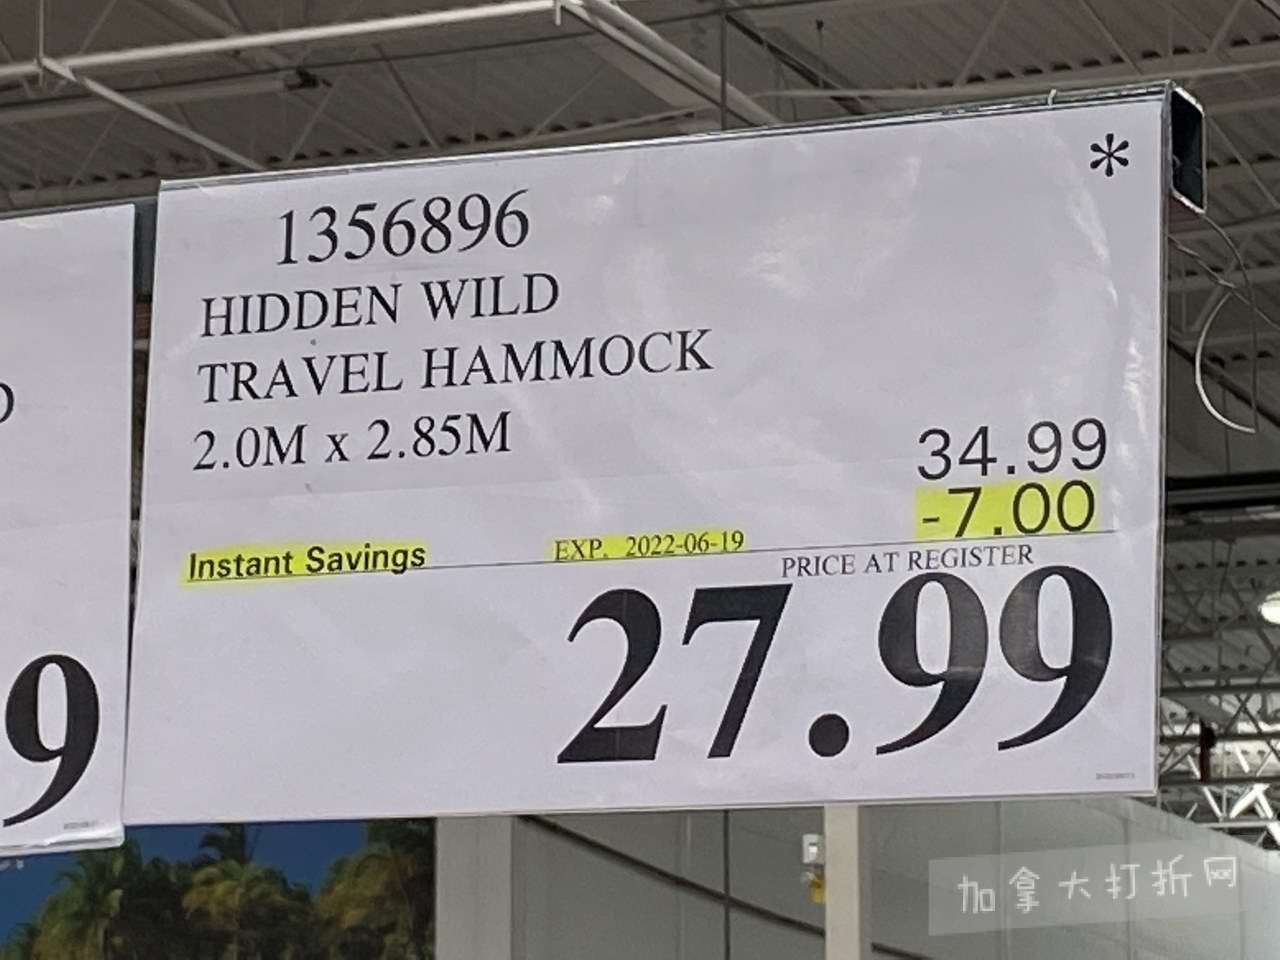 *
1356896
HIDDEN WILD
TRAVEL HAMMOCK
2.0M x 2.85M
34.99
-7.00
Instant Savings EXP. 2022-06-19
PRICE AT REGISTER
27.99
9
加拿大打折网